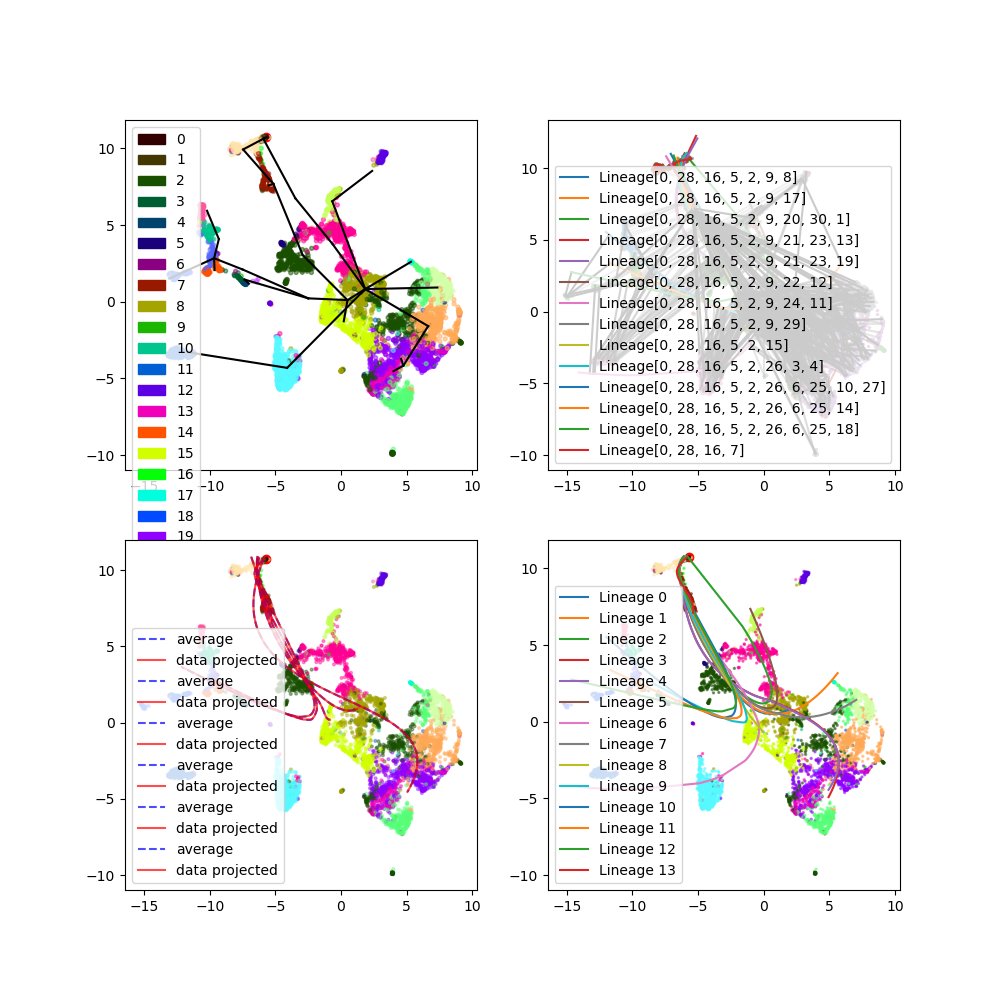 10
5
0
−5
−10
−15
−10
−5
0
5
10
0
1
2
3
4
5
6
7
8
9
10
11
12
13
14
15
16
17
18
19
10
5
0
−5
−10
−15
−10
−5
0
5
10
Lineage[0, 28, 16, 5, 2, 9, 8]
Lineage[0, 28, 16, 5, 2, 9, 17]
Lineage[0, 28, 16, 5, 2, 9, 20, 30, 1]
Lineage[0, 28, 16, 5, 2, 9, 21, 23, 13]
Lineage[0, 28, 16, 5, 2, 9, 21, 23, 19]
Lineage[0, 28, 16, 5, 2, 9, 22, 12]
Lineage[0, 28, 16, 5, 2, 9, 24, 11]
Lineage[0, 28, 16, 5, 2, 9, 29]
Lineage[0, 28, 16, 5, 2, 15]
Lineage[0, 28, 16, 5, 2, 26, 3, 4]
Lineage[0, 28, 16, 5, 2, 26, 6, 25, 10, 27]
Lineage[0, 28, 16, 5, 2, 26, 6, 25, 14]
Lineage[0, 28, 16, 5, 2, 26, 6, 25, 18]
Lineage[0, 28, 16, 7]
10
5
0
−5
−10
−15
−10
−5
0
5
10
average
data projected
average
data projected
average
data projected
average
data projected
average
data projected
average
data projected
10
5
0
−5
−10
−15
−10
−5
0
5
10
Lineage 0
Lineage 1
Lineage 2
Lineage 3
Lineage 4
Lineage 5
Lineage 6
Lineage 7
Lineage 8
Lineage 9
Lineage 10
Lineage 11
Lineage 12
Lineage 13